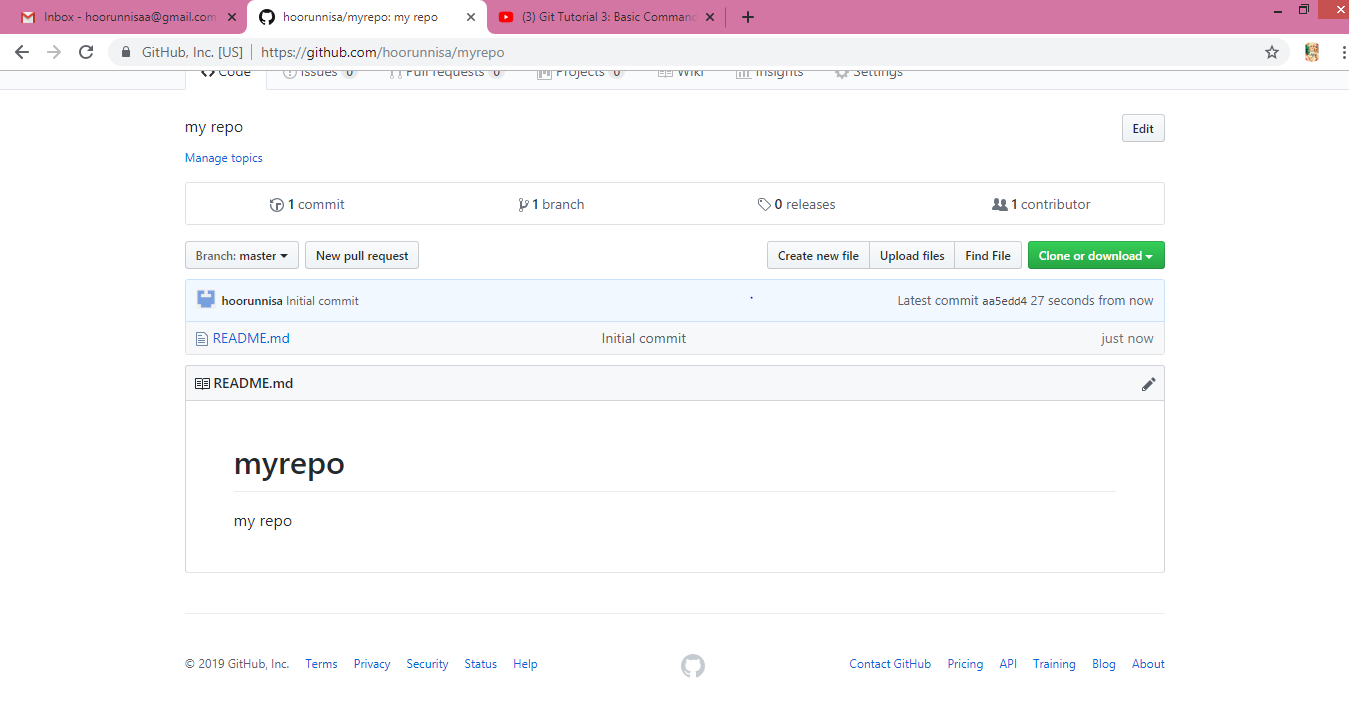 Inbox - hoorunnisaa@gmail.com
hoorunnisa/myrepo: my repo
(3) Git Tutorial 3: Basic Comman
GitHub, Inc. [US] | https://github.com/hoorunnisa/myrepo
Code Issues 0 Pull requests 0 Projects 0 Wiki Insights Settings
my repo
Edit
Manage topics
1 commit 1 branch 0 releases 1 contributor
Branch: master New pull request Create new file Upload files Find File Clone or download
hoorunnisa Initial commit Latest commit aa5edd4 27 seconds from now
README.md Initial commit just now
README.md
myrepo
my repo
© 2019 GitHub, Inc. Terms Privacy Security Status Help Contact GitHub Pricing API Training Blog About